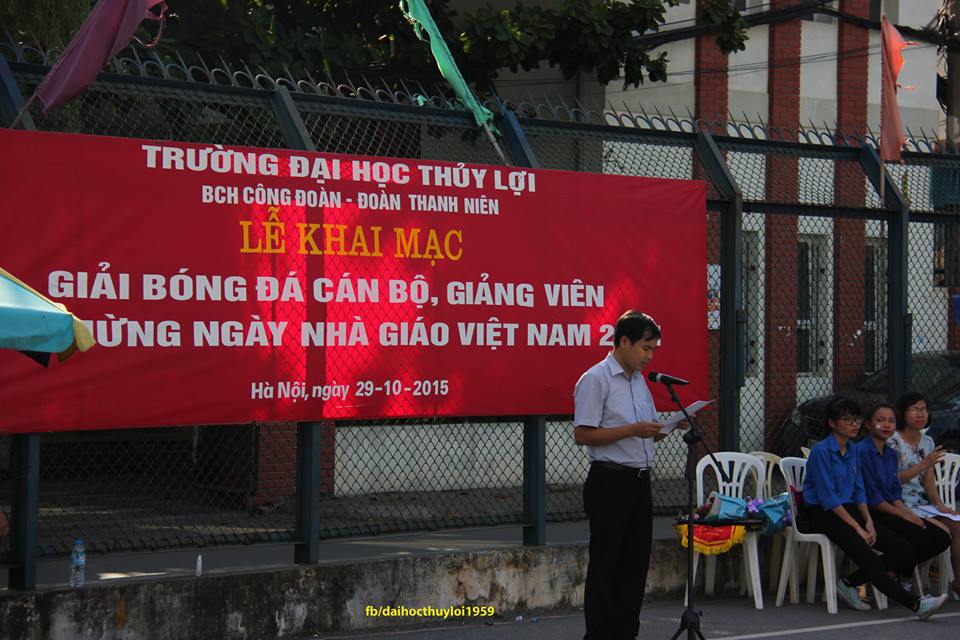 TRƯỜNG ĐẠI HỌC THỦY LỢI
BCH CÔNG ĐOÀN - ĐOÀN THANH NIÊN
LỄ KHAI MẠC
GIẢI BÓNG ĐÁ CÁN BỘ, GIẢNG VIÊN
NGÀY NHÀ GIÁO VIỆT NAM
Hà Nội, ngày 29-10-2015
fb/daihocthuyloi1959